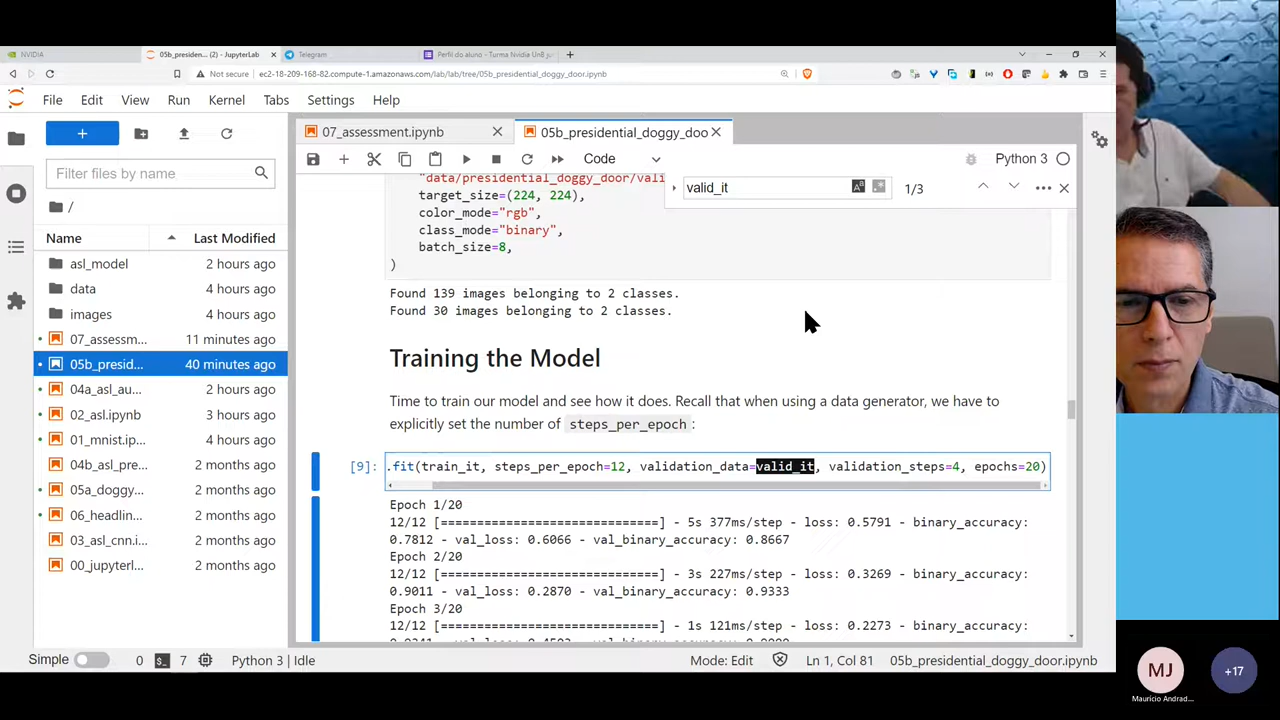 NVIDIA
05b_presiden... (2) - JupyterLab
Telegram
Perfil do aluno - Turma Nvidia UnB
Not secure
ec2-18-209-168-82.compute-1.amazonaws.com/lab/lab/tree/05b_presidential_doggy_door.ipynb
File Edit View Run Kernel Tabs Settings Help
07_assessment.ipynb
05b_presidential_doggy_doo
Code
Python 3
Filter files by name
/
Name
Last Modified
asl_model 2 hours ago
data 4 hours ago
images 4 hours ago
07_assessm... 11 minutes ago
05b_presid... 40 minutes ago
04a_asl_au... 2 hours ago
02_asl.ipynb 3 hours ago
01_mnist.ip... 4 hours ago
04b_asl_pre... 2 months ago
05a_doggy... 2 months ago
06_headlin... 2 months ago
03_asl_cnn.i... 2 months ago
00_jupyterl... 2 months ago
valid_it
1/3
"data/presidential_doggy_door/vali
target_size=(224, 224),
color_mode="rgb",
class_mode="binary",
batch_size=8,
)
Found 139 images belonging to 2 classes.
Found 30 images belonging to 2 classes.
Training the Model
Time to train our model and see how it does. Recall that when using a data generator, we have to
explicitly set the number of steps_per_epoch :
[9]: .fit(train_it, steps_per_epoch=12, validation_data=valid_it, validation_steps=4, epochs=20)
Epoch 1/20
12/12 [==============================] - 5s 377ms/step - loss: 0.5791 - binary_accuracy:
0.7812 - val_loss: 0.6066 - val_binary_accuracy: 0.8667
Epoch 2/20
12/12 [==============================] - 3s 227ms/step - loss: 0.3269 - binary_accuracy:
0.9011 - val_loss: 0.2870 - val_binary_accuracy: 0.9333
Epoch 3/20
12/12 [==============================] - 1s 121ms/step - loss: 0.2273 - binary_accuracy:
Simple
0
7
Python 3 | Idle
Mode: Edit
Ln 1, Col 81
05b_presidential_doggy_door.ipynb
MJ
Maurício Andrad...
+17